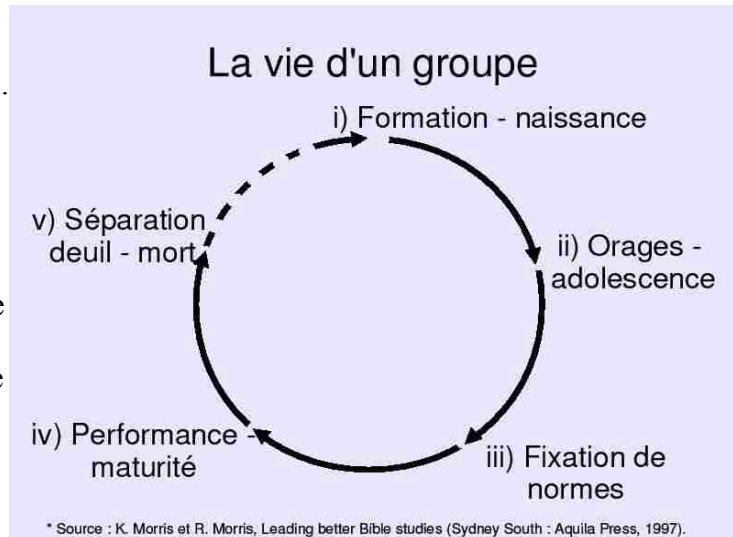 La vie d'un groupe
i) Formation - naissance
ii) Orages -
adolescence
iii) Fixation de
normes
iv) Performance -
maturité
v) Séparation
deuil - mort
* Source : K. Morris et R. Morris, Leading better Bible studies (Sydney South : Aquila Press, 1997).